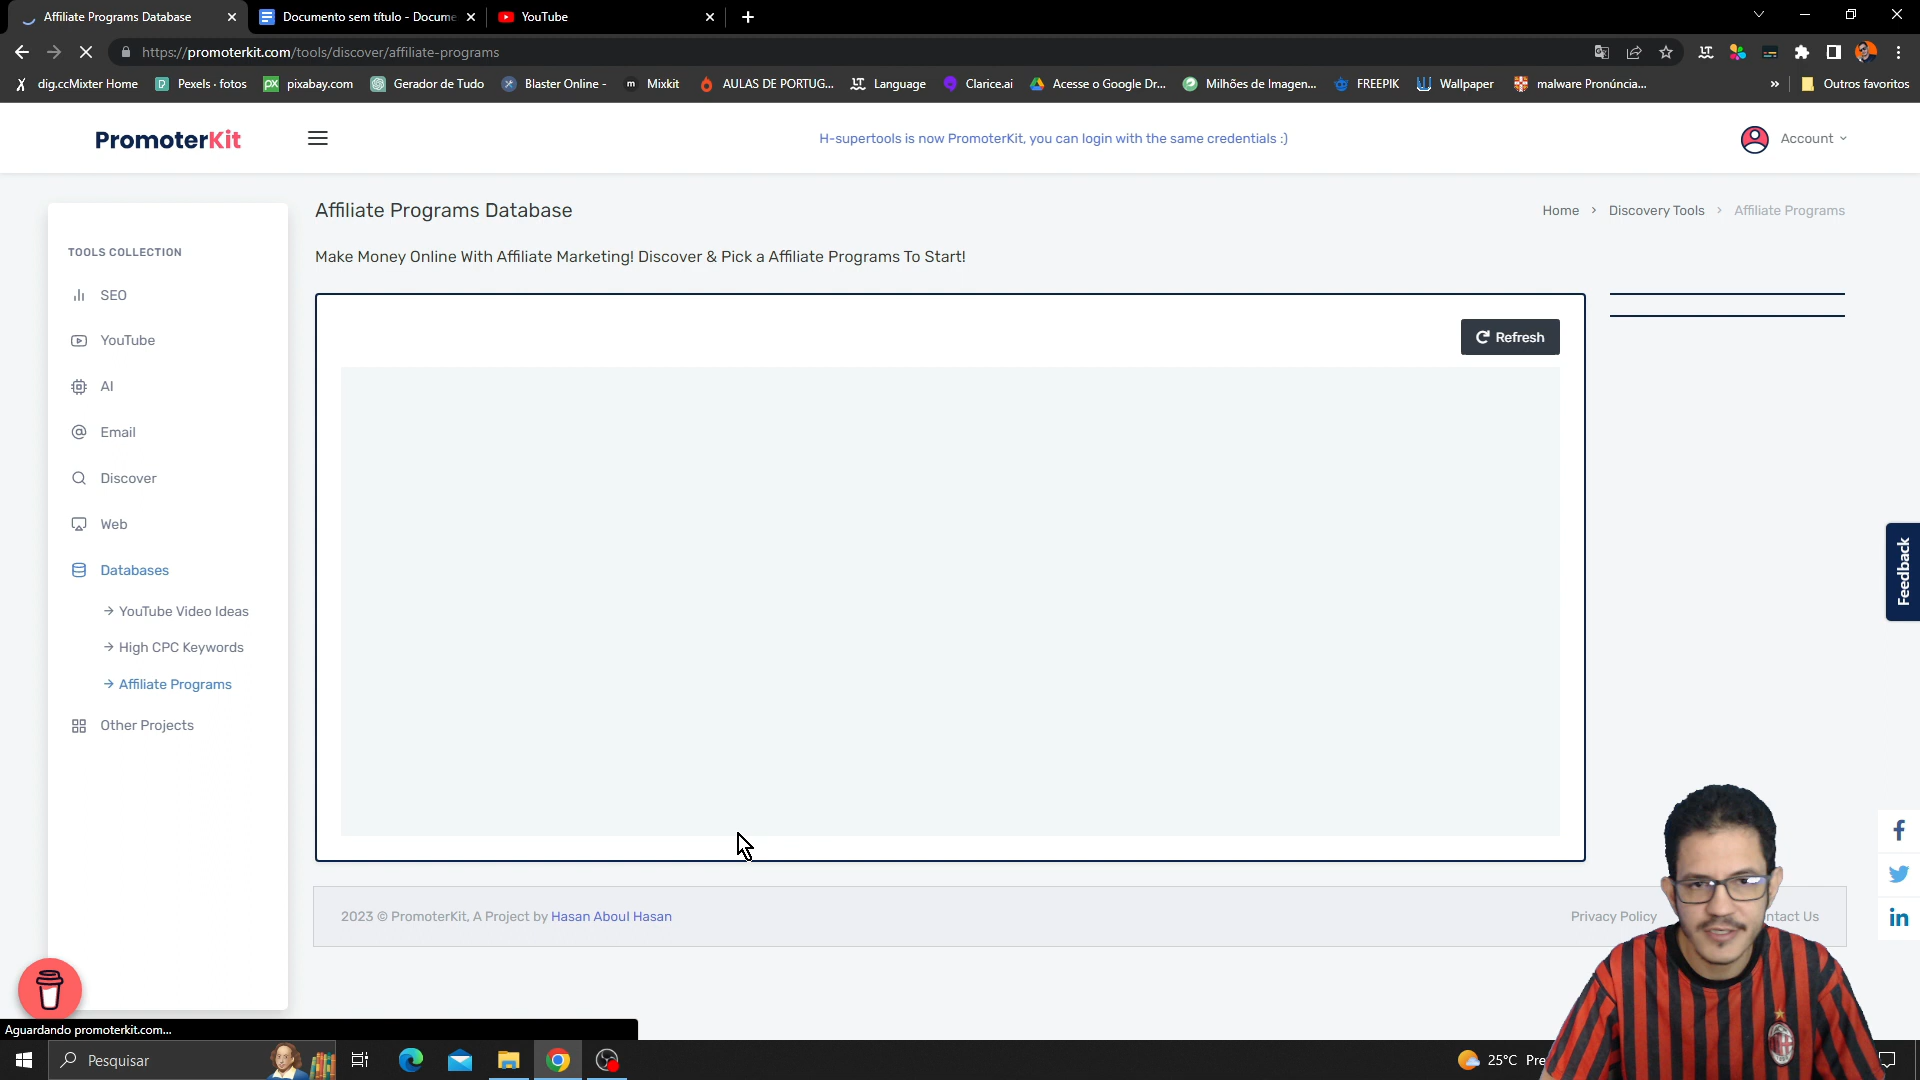 Affiliate Programs Database
Documento sem título - Docume
YouTube
https://promoterkit.com/tools/discover/affiliate-programs
dig.ccMixter Home
Pexels · fotos
pixabay.com
Gerador de Tudo
Blaster Online -
Mixkit
AULAS DE PORTUG...
Language
Clarice.ai
Acesse o Google Dr...
Milhões de Imagen...
FREEPIK
Wallpaper
malware Pronúncia...
»
Outros favoritos
PromoterKit
H-supertools is now PromoterKit, you can login with the same credentials :)
Account
Affiliate Programs Database
Home > Discovery Tools > Affiliate Programs
Make Money Online With Affiliate Marketing! Discover & Pick a Affiliate Programs To Start!
TOOLS COLLECTION
SEO
YouTube
AI
Email
Discover
Web
Databases
→ YouTube Video Ideas
→ High CPC Keywords
→ Affiliate Programs
Other Projects
Refresh
Feedback
2023 © PromoterKit, A Project by Hasan Aboul Hasan
Privacy Policy
ntact Us
Aguardando promoterkit.com...
Pesquisar
25°C Pre